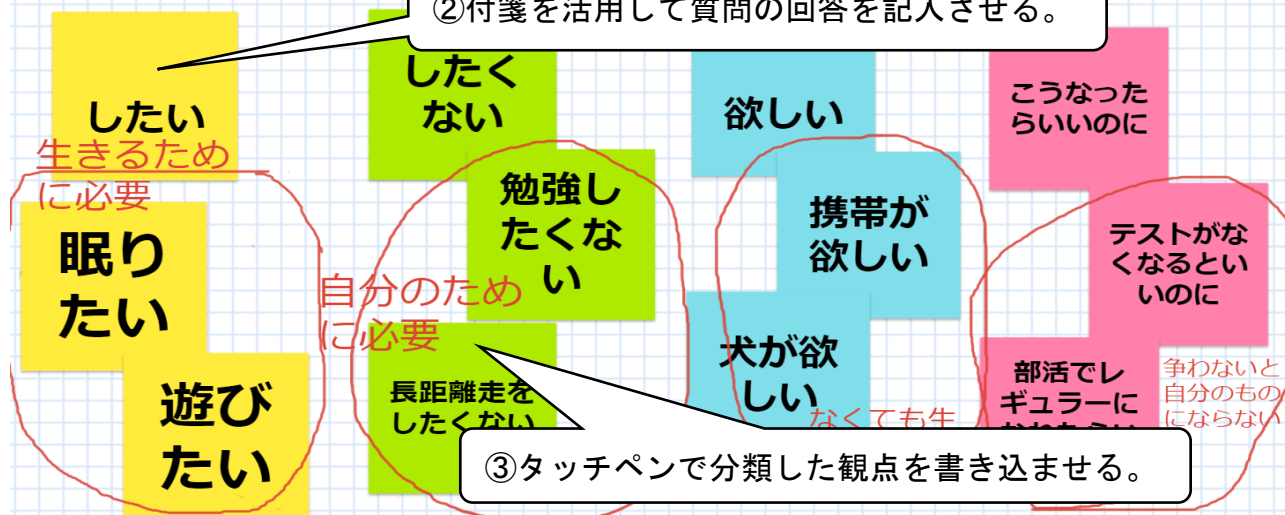 ②付箋を活用して質問の回答を記入させる。
したい
生きるため
に必要
眠り
たい
遊び
たい
したく
ない
勉強し
たくな
い
自分のため
に必要
長距離走を
したくない
欲しい
携帯が
欲しい
犬が欲
しい
なくても生
こうなった
らいいのに
テストがな
くなるとい
いのに
部活でレ
ギュラーに
争わないと
自分のもの
にならない
③タッチペンで分類した観点を書き込ませる。